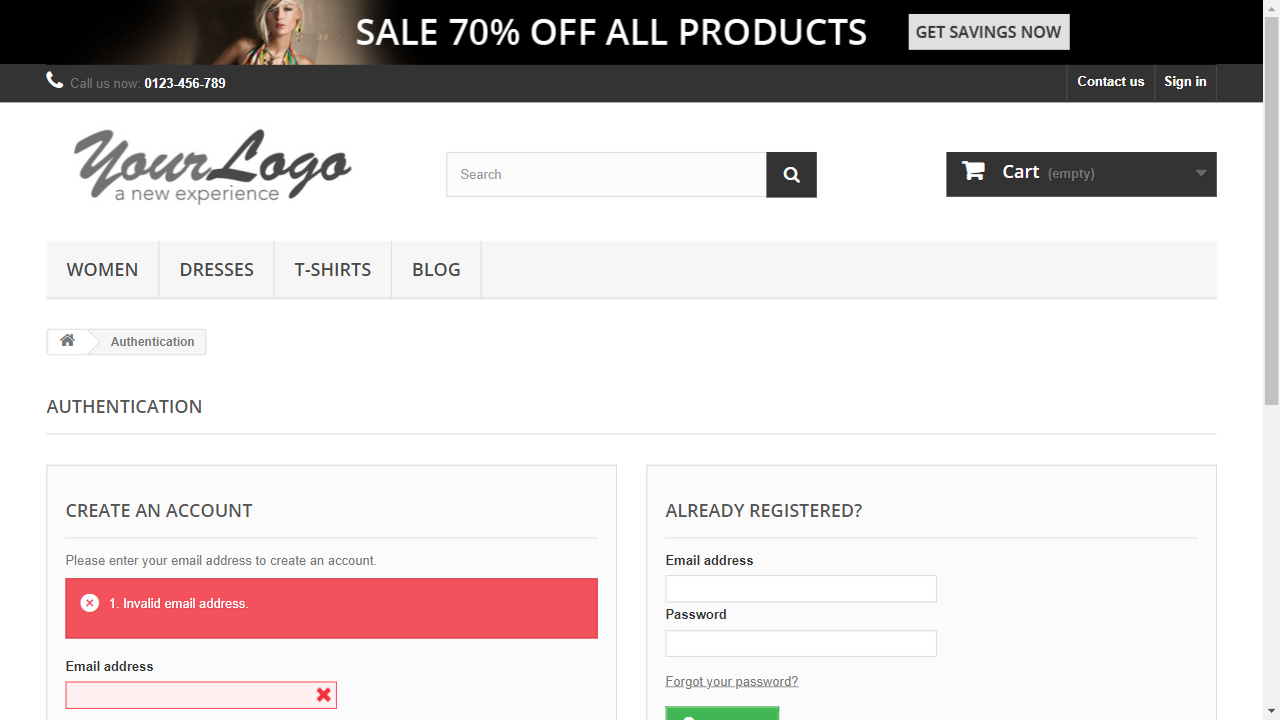 SALE 70% OFF ALL PRODUCTS
GET SAVINGS NOW
Call us now: 0123-456-789
Contact us
Sign in
YourLogo
a new experience
Search
Cart (empty)
WOMEN
DRESSES
T-SHIRTS
BLOG
Authentication
AUTHENTICATION
CREATE AN ACCOUNT
Please enter your email address to create an account.
1. Invalid email address.
Email address
ALREADY REGISTERED?
Email address
Password
Forgot your password?